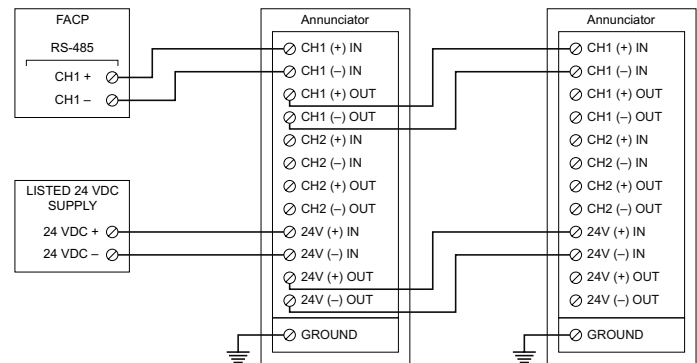 FACP
RS-485
CH1 +
CH1 –
LISTED 24 VDC
SUPPLY
24 VDC +
24 VDC –
Annunciator
CH1 (+) IN
CH1 (–) IN
CH1 (+) OUT
CH1 (–) OUT
CH2 (+) IN
CH2 (–) IN
CH2 (+) OUT
CH2 (–) OUT
24V (+) IN
24V (–) IN
24V (+) OUT
24V (–) OUT
GROUND
Annunciator
CH1 (+) IN
CH1 (–) IN
CH1 (+) OUT
CH1 (–) OUT
CH2 (+) IN
CH2 (–) IN
CH2 (+) OUT
CH2 (–) OUT
24V (+) IN
24V (–) IN
24V (+) OUT
24V (–) OUT
GROUND